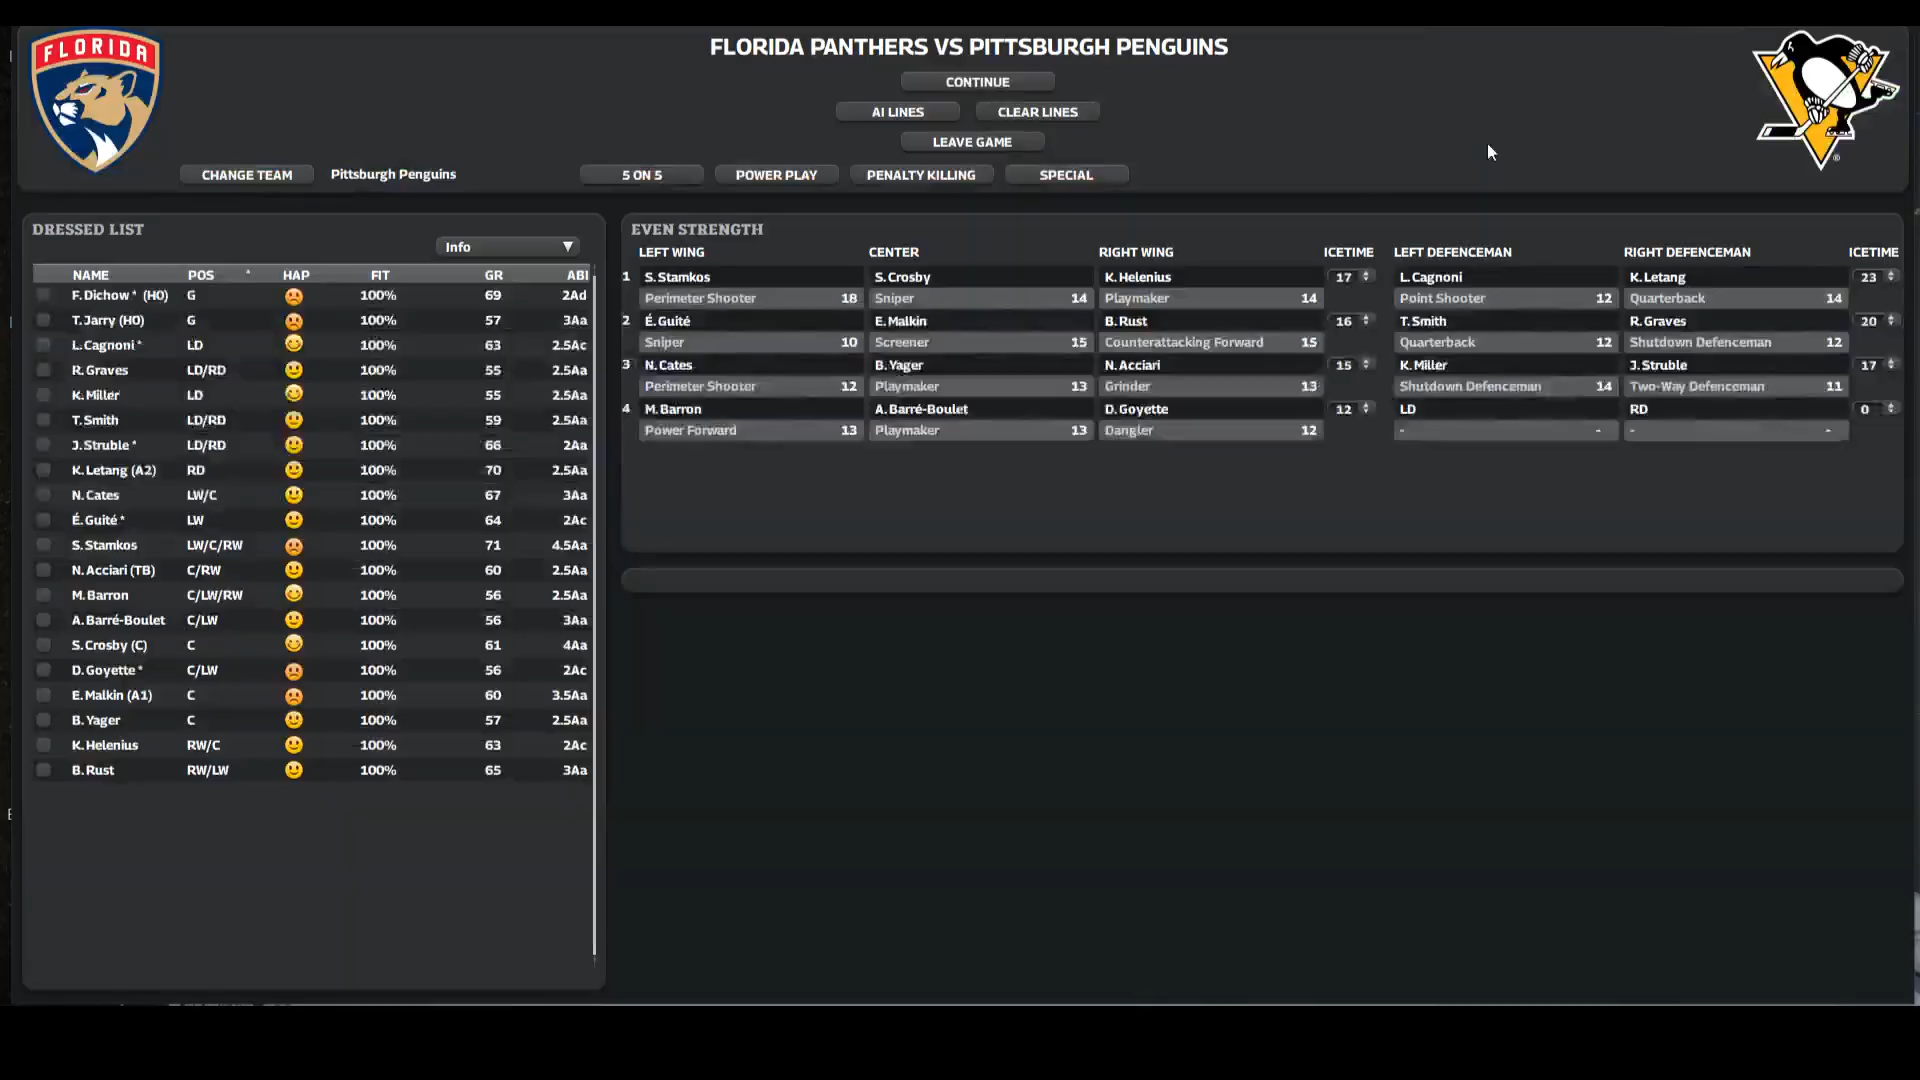 FLORIDA
FLORIDA PANTHERS VS PITTSBURGH PENGUINS
CONTINUE
AI LINES CLEAR LINES
LEAVE GAME
CHANGE TEAM Pittsburgh Penguins 5 ON 5 POWER PLAY PENALTY KILLING SPECIAL
DRESSED LIST
Info
NAME POS HAP FIT GR ABI
F. Dichow * (H0) G 100% 69 2Ad
T. Jarry (H0) G 100% 57 3Aa
L. Cagnoni * LD 100% 63 2.5Ac
R. Graves LD/RD 100% 55 2.5Aa
K. Miller LD 100% 55 2.5Aa
T. Smith LD/RD 100% 59 2.5Aa
J. Struble * LD/RD 100% 66 2Aa
K. Letang (A2) RD 100% 70 2.5Aa
N. Cates LW/C 100% 67 3Aa
É. Guité * LW 100% 64 2Ac
S. Stamkos LW/C/RW 100% 71 4.5Aa
N. Acciari (TB) C/RW 100% 60 2.5Aa
M. Barron C/LW/RW 100% 56 2.5Aa
A. Barré-Boulet C/LW 100% 56 3Aa
S. Crosby (C) C 100% 61 4Aa
D. Goyette * C/LW 100% 56 2Ac
E. Malkin (A1) C 100% 60 3.5Aa
B. Yager C 100% 57 2.5Aa
K. Helenius RW/C 100% 63 2Ac
B. Rust RW/LW 100% 65 3Aa
EVEN STRENGTH
LEFT WING CENTER RIGHT WING ICETIME LEFT DEFENCEMAN RIGHT DEFENCEMAN ICETIME
1 S. Stamkos S. Crosby K. Helenius 17 L. Cagnoni K. Letang 23
Perimeter Shooter 18 Sniper 14 Playmaker 14 Point Shooter 12 Quarterback 14
2 É. Guité E. Malkin B. Rust 16 T. Smith R. Graves 20
Sniper 10 Screener 15 Counterattacking Forward 15 Quarterback 12 Shutdown Defenceman 12
3 N. Cates B. Yager N. Acciari 15 K. Miller J. Struble 17
Perimeter Shooter 12 Playmaker 13 Grinder 13 Shutdown Defenceman 14 Two-Way Defenceman 11
4 M. Barron A. Barré-Boulet D. Goyette 12 LD RD 0
Power Forward 13 Playmaker 13 Dangler 12 - - - -